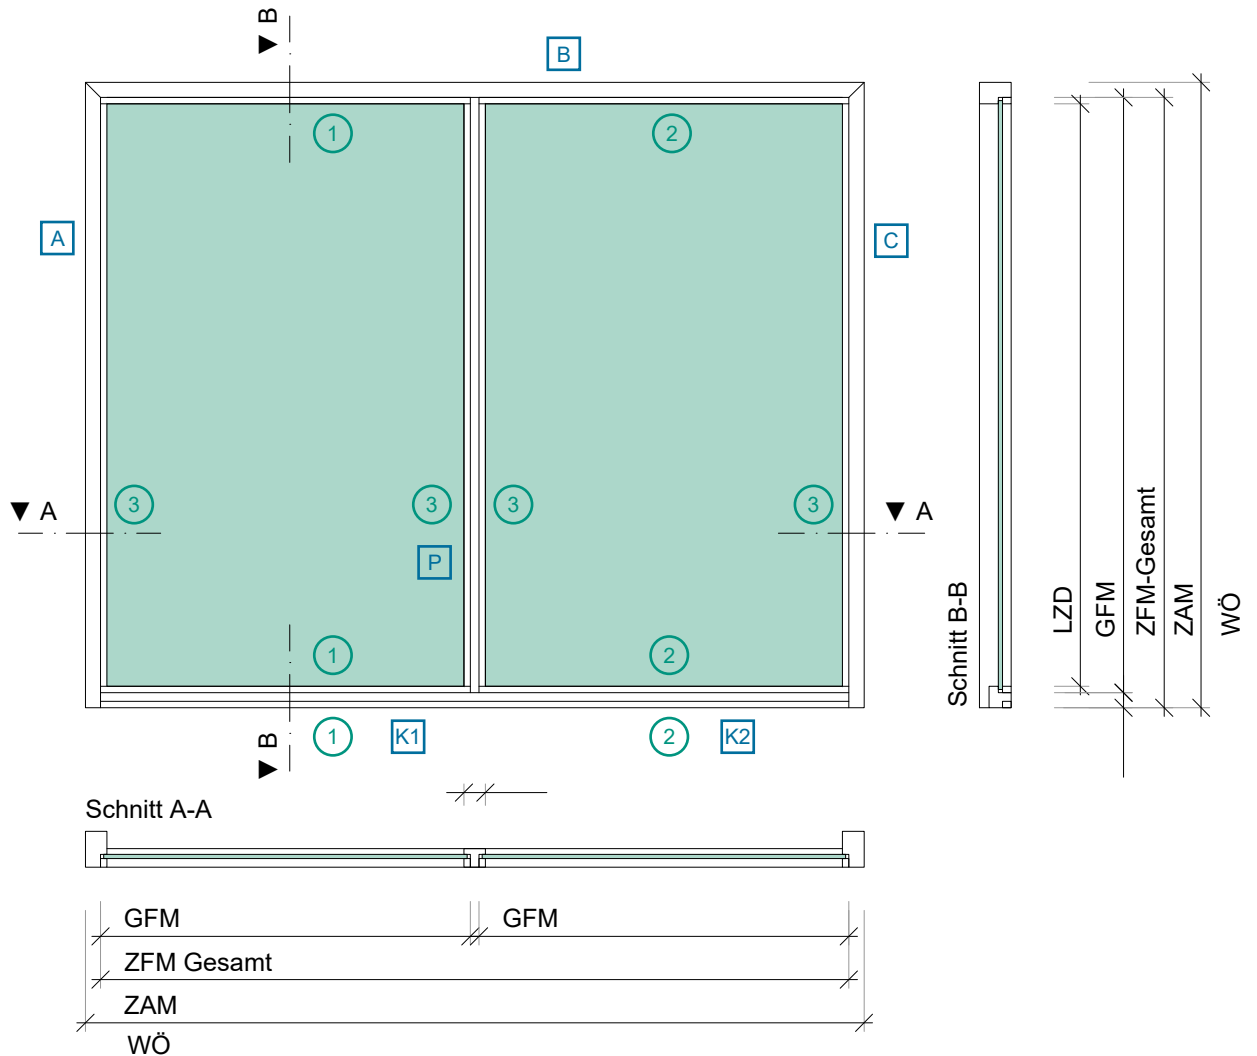 B
B
1
2
A
C
3
3
3
3
A
A
P
1
2
B
1
K1
2
K2
Schnitt B-B
LZD
GFM
ZFM-Gesamt
ZAM
WÖ
Schnitt A-A
GFM
GFM
ZFM Gesamt
ZAM
WÖ